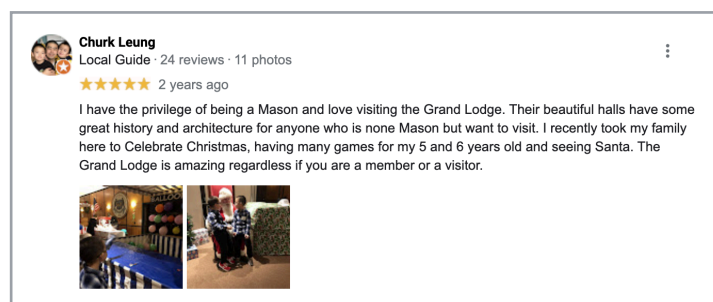 Churk Leung
Local Guide · 24 reviews · 11 photos
2 years ago
I have the privilege of being a Mason and love visiting the Grand Lodge. Their beautiful halls have some
great history and architecture for anyone who is none Mason but want to visit. I recently took my family
here to Celebrate Christmas, having many games for my 5 and 6 years old and seeing Santa. The
Grand Lodge is amazing regardless if you are a member or a visitor.